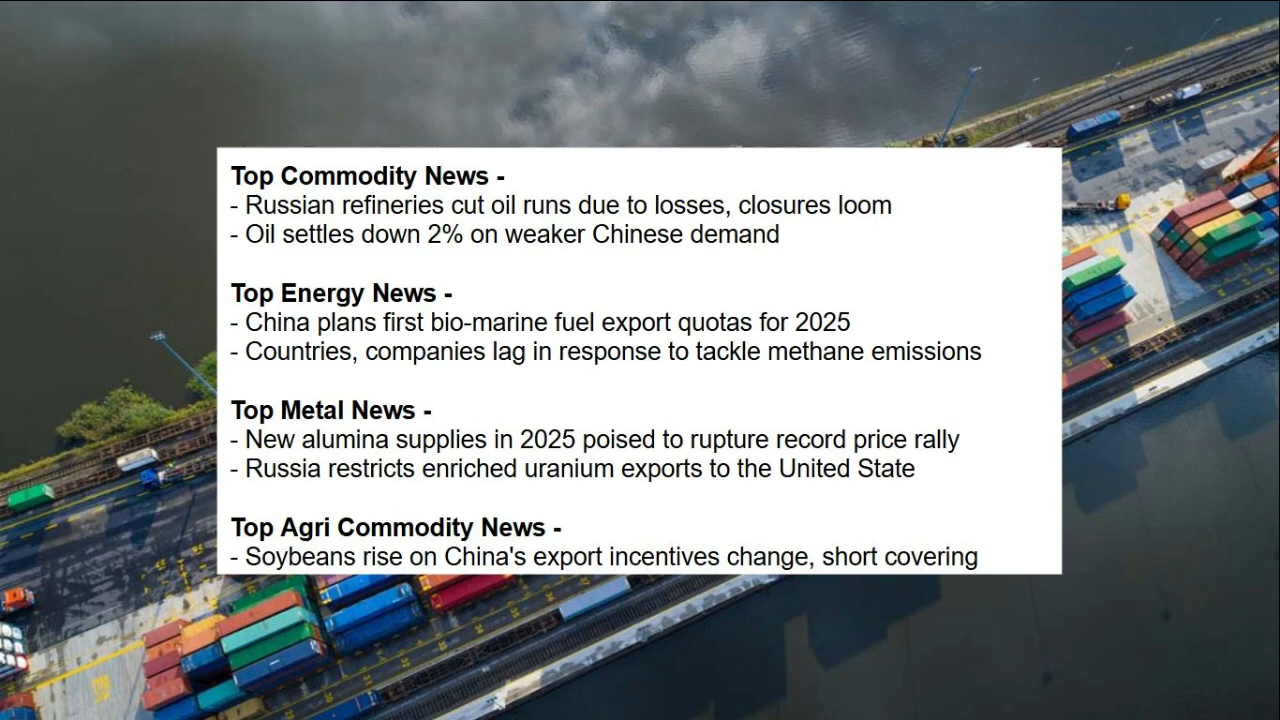 Top Commodity News -
- Russian refineries cut oil runs due to losses, closures loom
- Oil settles down 2% on weaker Chinese demand
Top Energy News -
- China plans first bio-marine fuel export quotas for 2025
- Countries, companies lag in response to tackle methane emissions
Top Metal News -
- New alumina supplies in 2025 poised to rupture record price rally
- Russia restricts enriched uranium exports to the United State
Top Agri Commodity News -
- Soybeans rise on China's export incentives change, short covering